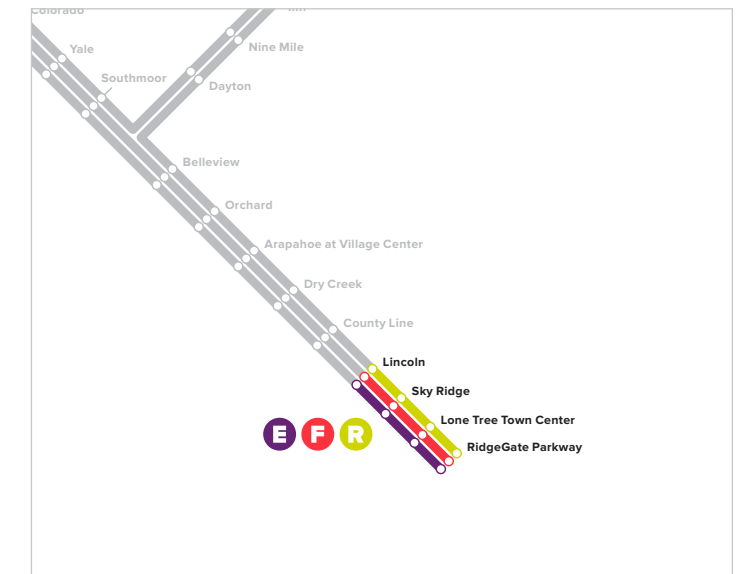 Colorado
Yale
Nine Mile
Southmoor
Dayton
Belleview
Orchard
Arapahoe at Village Center
Dry Creek
County Line
Lincoln
Sky Ridge
Lone Tree Town Center
E F R
RidgeGate Parkway